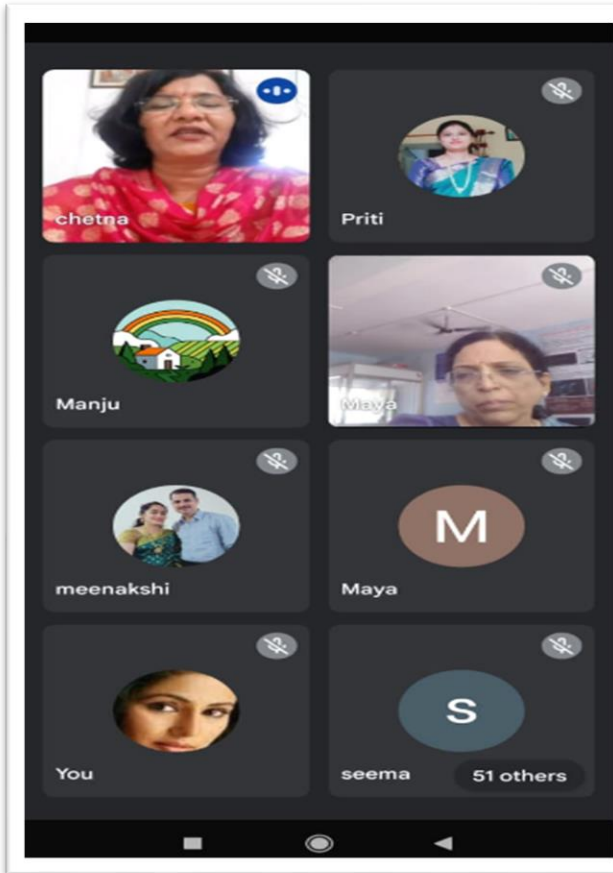 chetna
Priti
Manju
Maya
meenakshi
M
Maya
You
S
seema
51 others